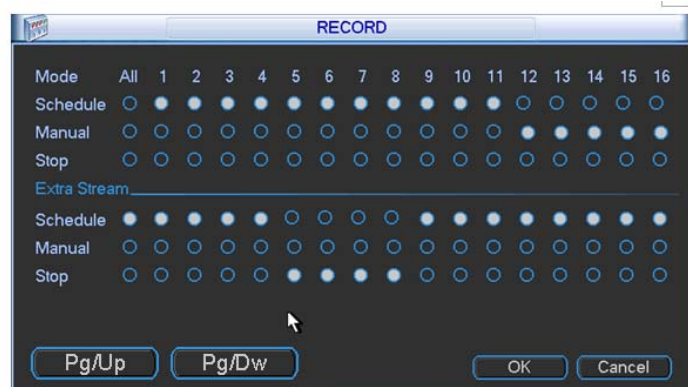 RECORD
Mode All 1 2 3 4 5 6 7 8 9 10 11 12 13 14 15 16
Schedule
Manual
Stop
Extra Stream
Schedule
Manual
Stop
Pg/Up Pg/Dw OK Cancel